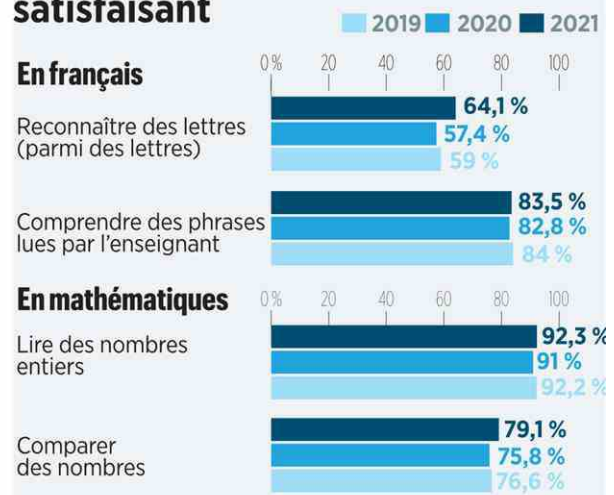 satisfaisant
2019 2020 2021
En français
0 % 20 40 60 80 100
Reconnaître des lettres
(parmi des lettres)
64,1 %
57,4 %
59 %
Comprendre des phrases
lues par l'enseignant
83,5 %
82,8 %
84 %
En mathématiques
0 % 20 40 60 80 100
Lire des nombres
entiers
92,3 %
91 %
92,2 %
Comparer
des nombres
79,1 %
75,8 %
76,6 %